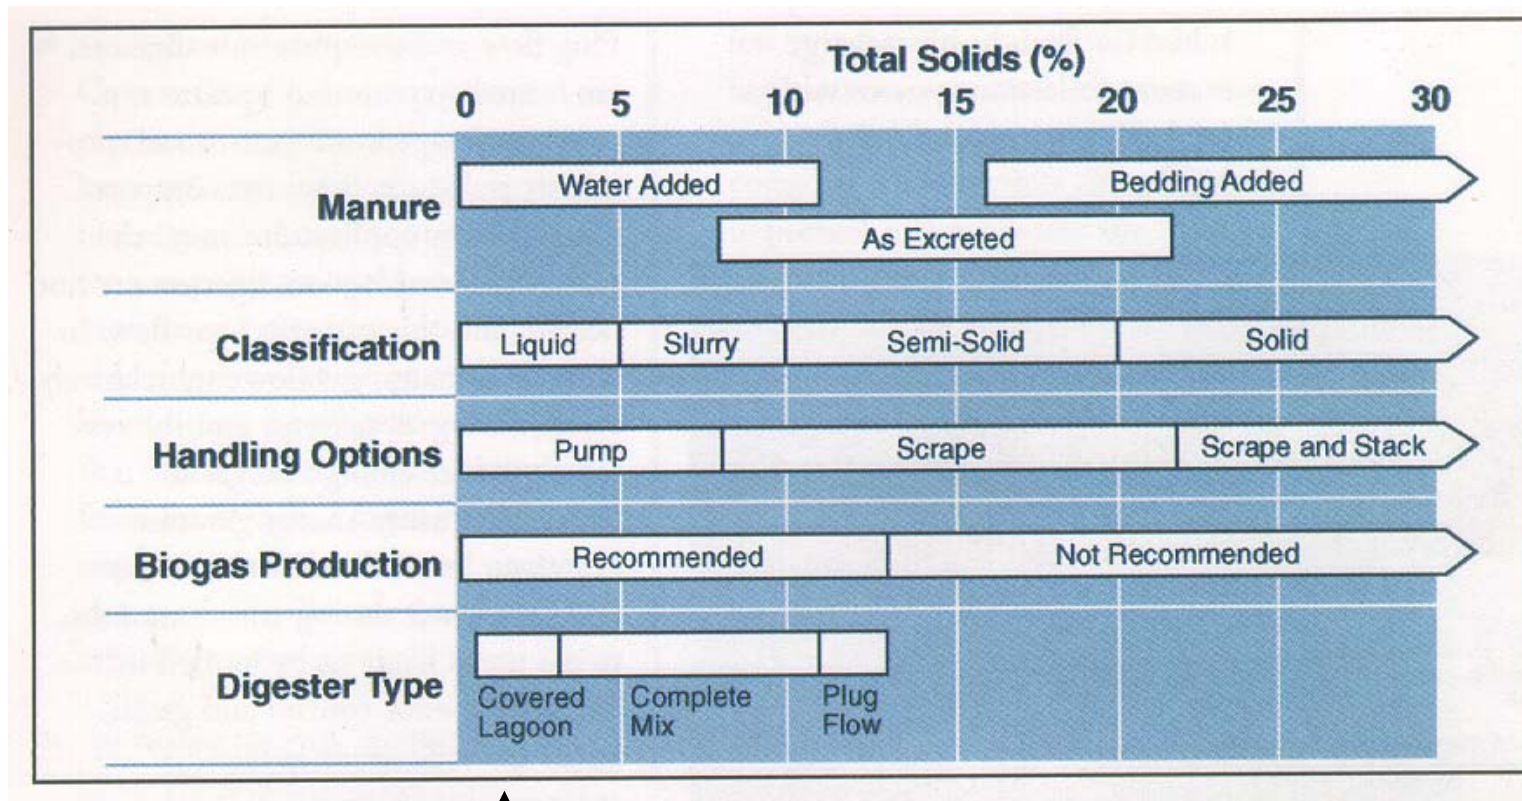 Total Solids (%)
0 5 10 15 20 25 30
Manure
Water Added
Bedding Added
As Excreted
Classification
Liquid
Slurry
Semi-Solid
Solid
Handling Options
Pump
Scrape
Scrape and Stack
Biogas Production
Recommended
Not Recommended
Digester Type
Covered
Lagoon
Complete
Mix
Plug
Flow